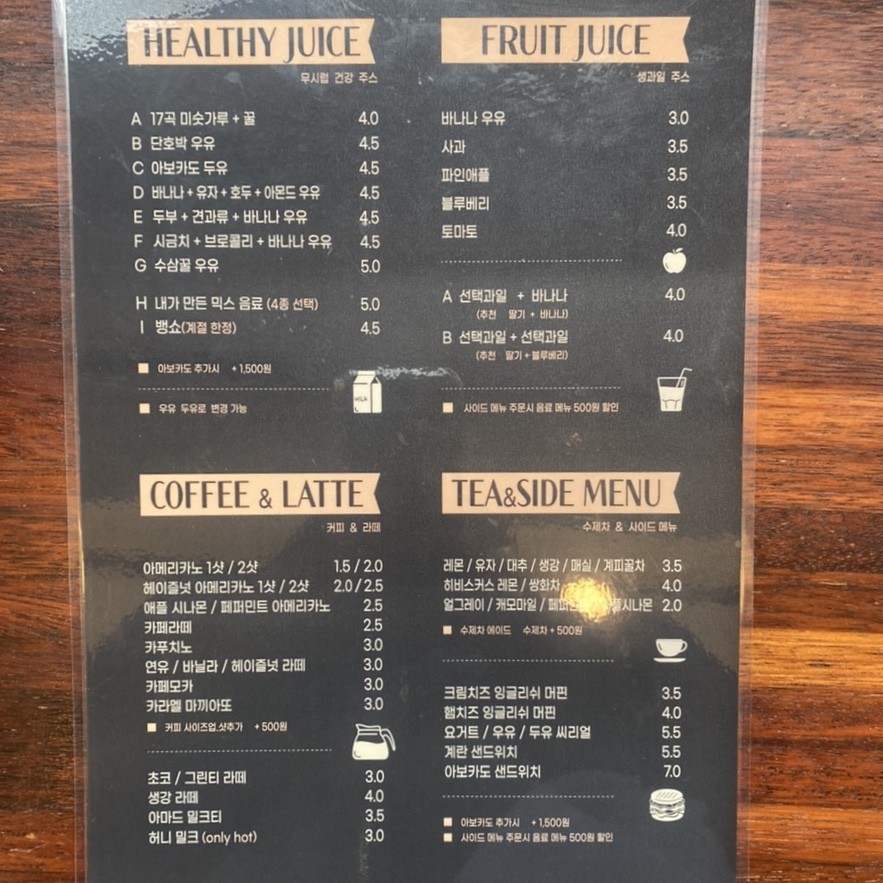 HEALTHY JUICE
무시럽 건강 주스
A 17곡 미숫가루 + 꿀 4.0
B 단호박 우유 4.5
C 아보카도 두유 4.5
D 바나나 + 유자 + 호두 + 아몬드 우유 4.5
E 두부 + 견과류 + 바나나 우유 4.5
F 시금치 + 브로콜리 + 바나나 우유 4.5
G 수삼꿀 우유 5.0
H 내가 만든 믹스 음료 (4종 선택) 5.0
I 뱅쇼(계절 한정) 4.5
아보카도 추가시 +1,500원
MILK
우유 두유로 변경 가능
FRUIT JUICE
생과일 주스
바나나 우유 3.0
사과 3.5
파인애플 3.5
블루베리 3.5
토마토 4.0
A 선택과일 + 바나나 4.0
(추천 딸기 + 바나나)
B 선택과일 + 선택과일 4.0
(추천 딸기 + 블루베리)
사이드 메뉴 주문시 음료 메뉴 500원 할인
COFFEE & LATTE
커피 & 라떼
아메리카노 1샷 / 2샷 1.5 / 2.0
헤이즐넛 아메리카노 1샷 / 2샷 2.0 / 2.5
애플 시나몬 / 페퍼민트 아메리카노 2.5
카페라떼 2.5
카푸치노 3.0
연유 / 바닐라 / 헤이즐넛 라떼 3.0
카페모카 3.0
카라멜 마끼아또 3.0
커피 사이즈업.샷추가 +500원
초코 / 그린티 라떼 3.0
생강 라떼 4.0
아마드 밀크티 3.5
허니 밀크 (only hot) 3.0
TEA&SIDE MENU
수제차 & 사이드 메뉴
레몬 / 유자 / 대추 / 생강 / 매실 / 계피꿀차 3.5
히비스커스 레몬 / 쌍화차 4.0
얼그레이 / 캐모마일 / 2.0
수제차 에이드 수제차 + 500원
크림치즈 잉글리쉬 머핀 3.5
햄치즈 잉글리쉬 머핀 4.0
요거트 / 우유 / 두유 씨리얼 5.5
계란 샌드위치 5.5
아보카도 샌드위치 7.0
아보카도 추가시 +1,500원
사이드 메뉴 주문시 음료 메뉴 500원 할인